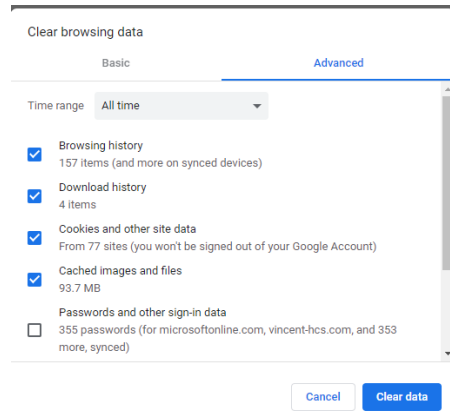 Clear browsing data
Basic
Advanced
Time range
All time
Browsing history
157 items (and more on synced devices)
Download history
4 items
Cookies and other site data
From 77 sites (you won't be signed out of your Google Account)
Cached images and files
93.7 MB
Passwords and other sign-in data
355 passwords (for microsoftonline.com, vincent-hcs.com, and 353
more, synced)
Cancel
Clear data